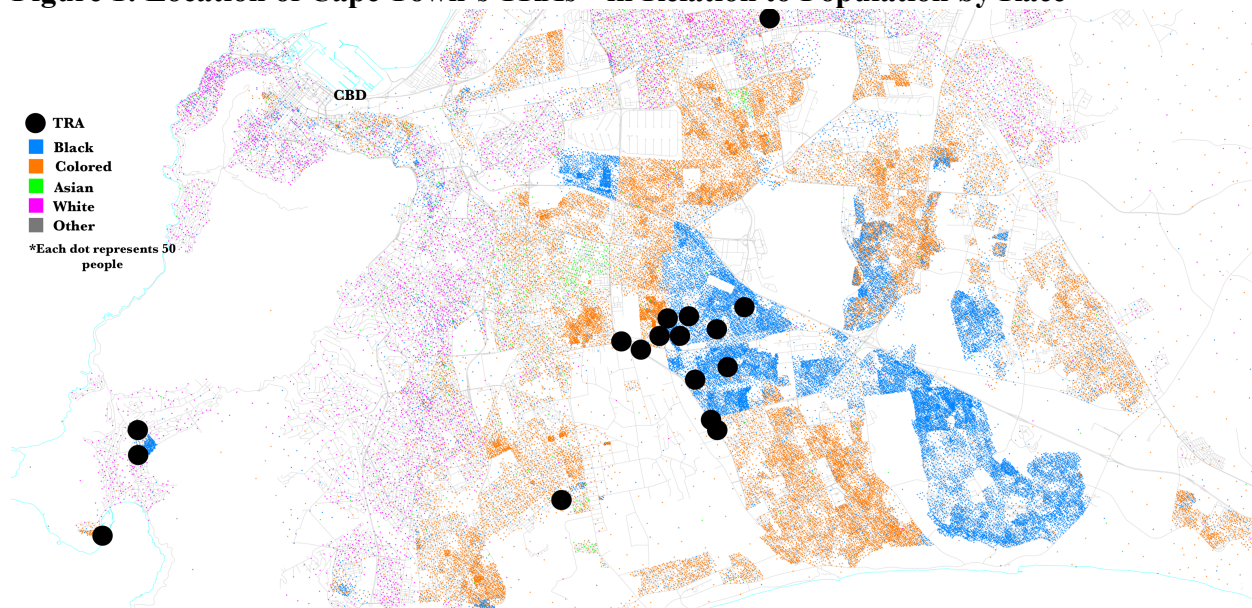 Figure 1: Location of Cape Town's TRAs in Relation to Population by Race
CBD
TRA
Black
Colored
Asian
White
Other
*Each dot represents 50
people